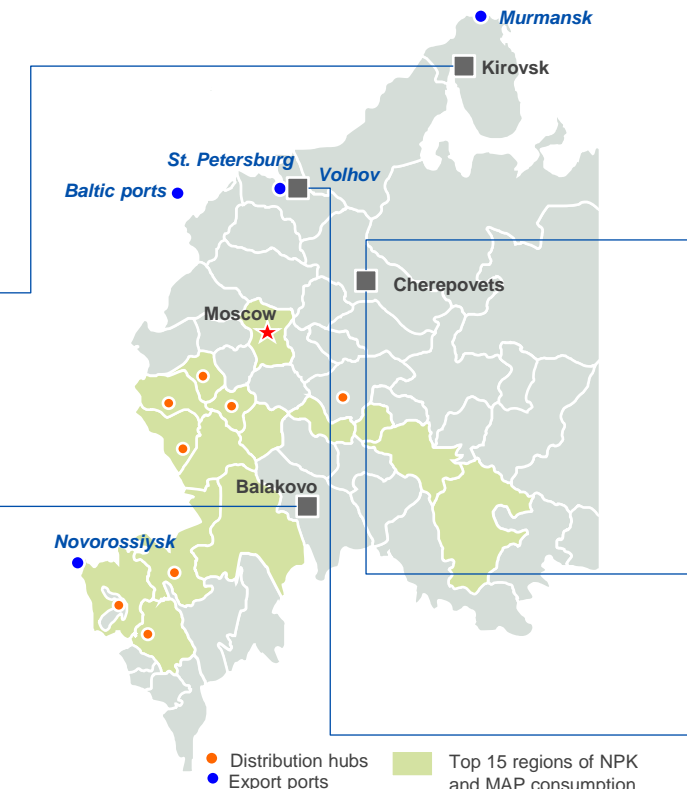 Murmansk
Kirovsk
St. Petersburg
Volhov
Baltic ports
Cherepovets
Moscow
Balakovo
Novorossiysk
Distribution hubs
Export ports
Top 15 regions of NPK
and MAP consumption